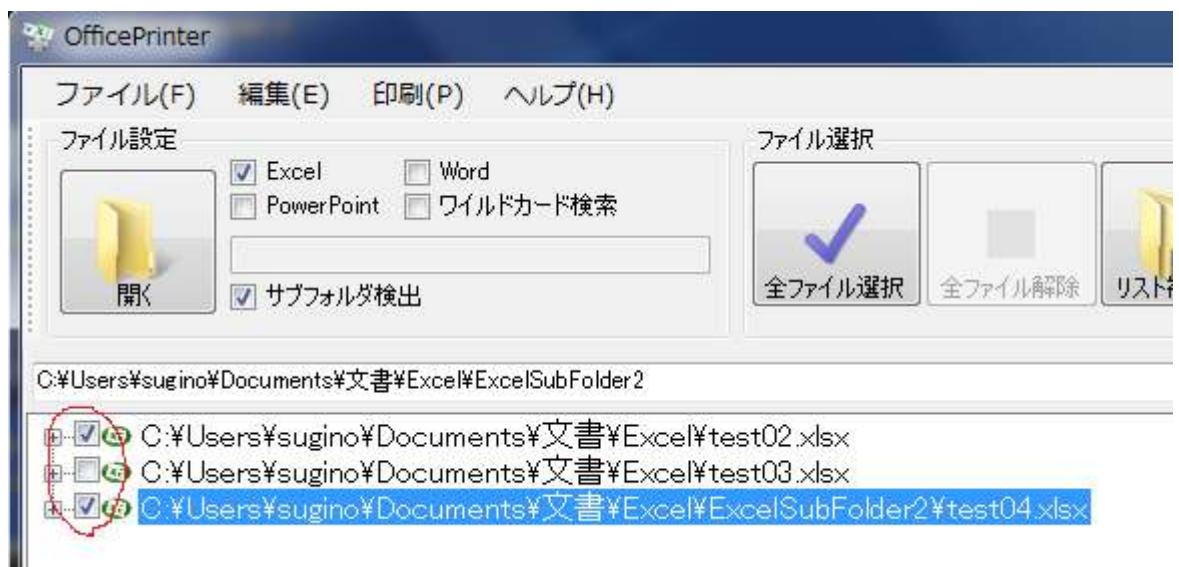 OfficePrinter
ファイル(F) 編集(E) 印刷(P) ヘルプ(H)
ファイル設定
ファイル選択
Excel Word
PowerPoint ワイルドカード検索
開く
サブフォルダ検出
全ファイル選択
全ファイル解除
リスト
C:¥Users¥sugino¥Documents¥文書¥Excel¥ExcelSubFolder2
C:¥Users¥sugino¥Documents¥文書¥Excel¥test02.xlsx
C:¥Users¥sugino¥Documents¥文書¥Excel¥test03.xlsx
C:¥Users¥sugino¥Documents¥文書¥Excel¥ExcelSubFolder2¥test04.xlsx